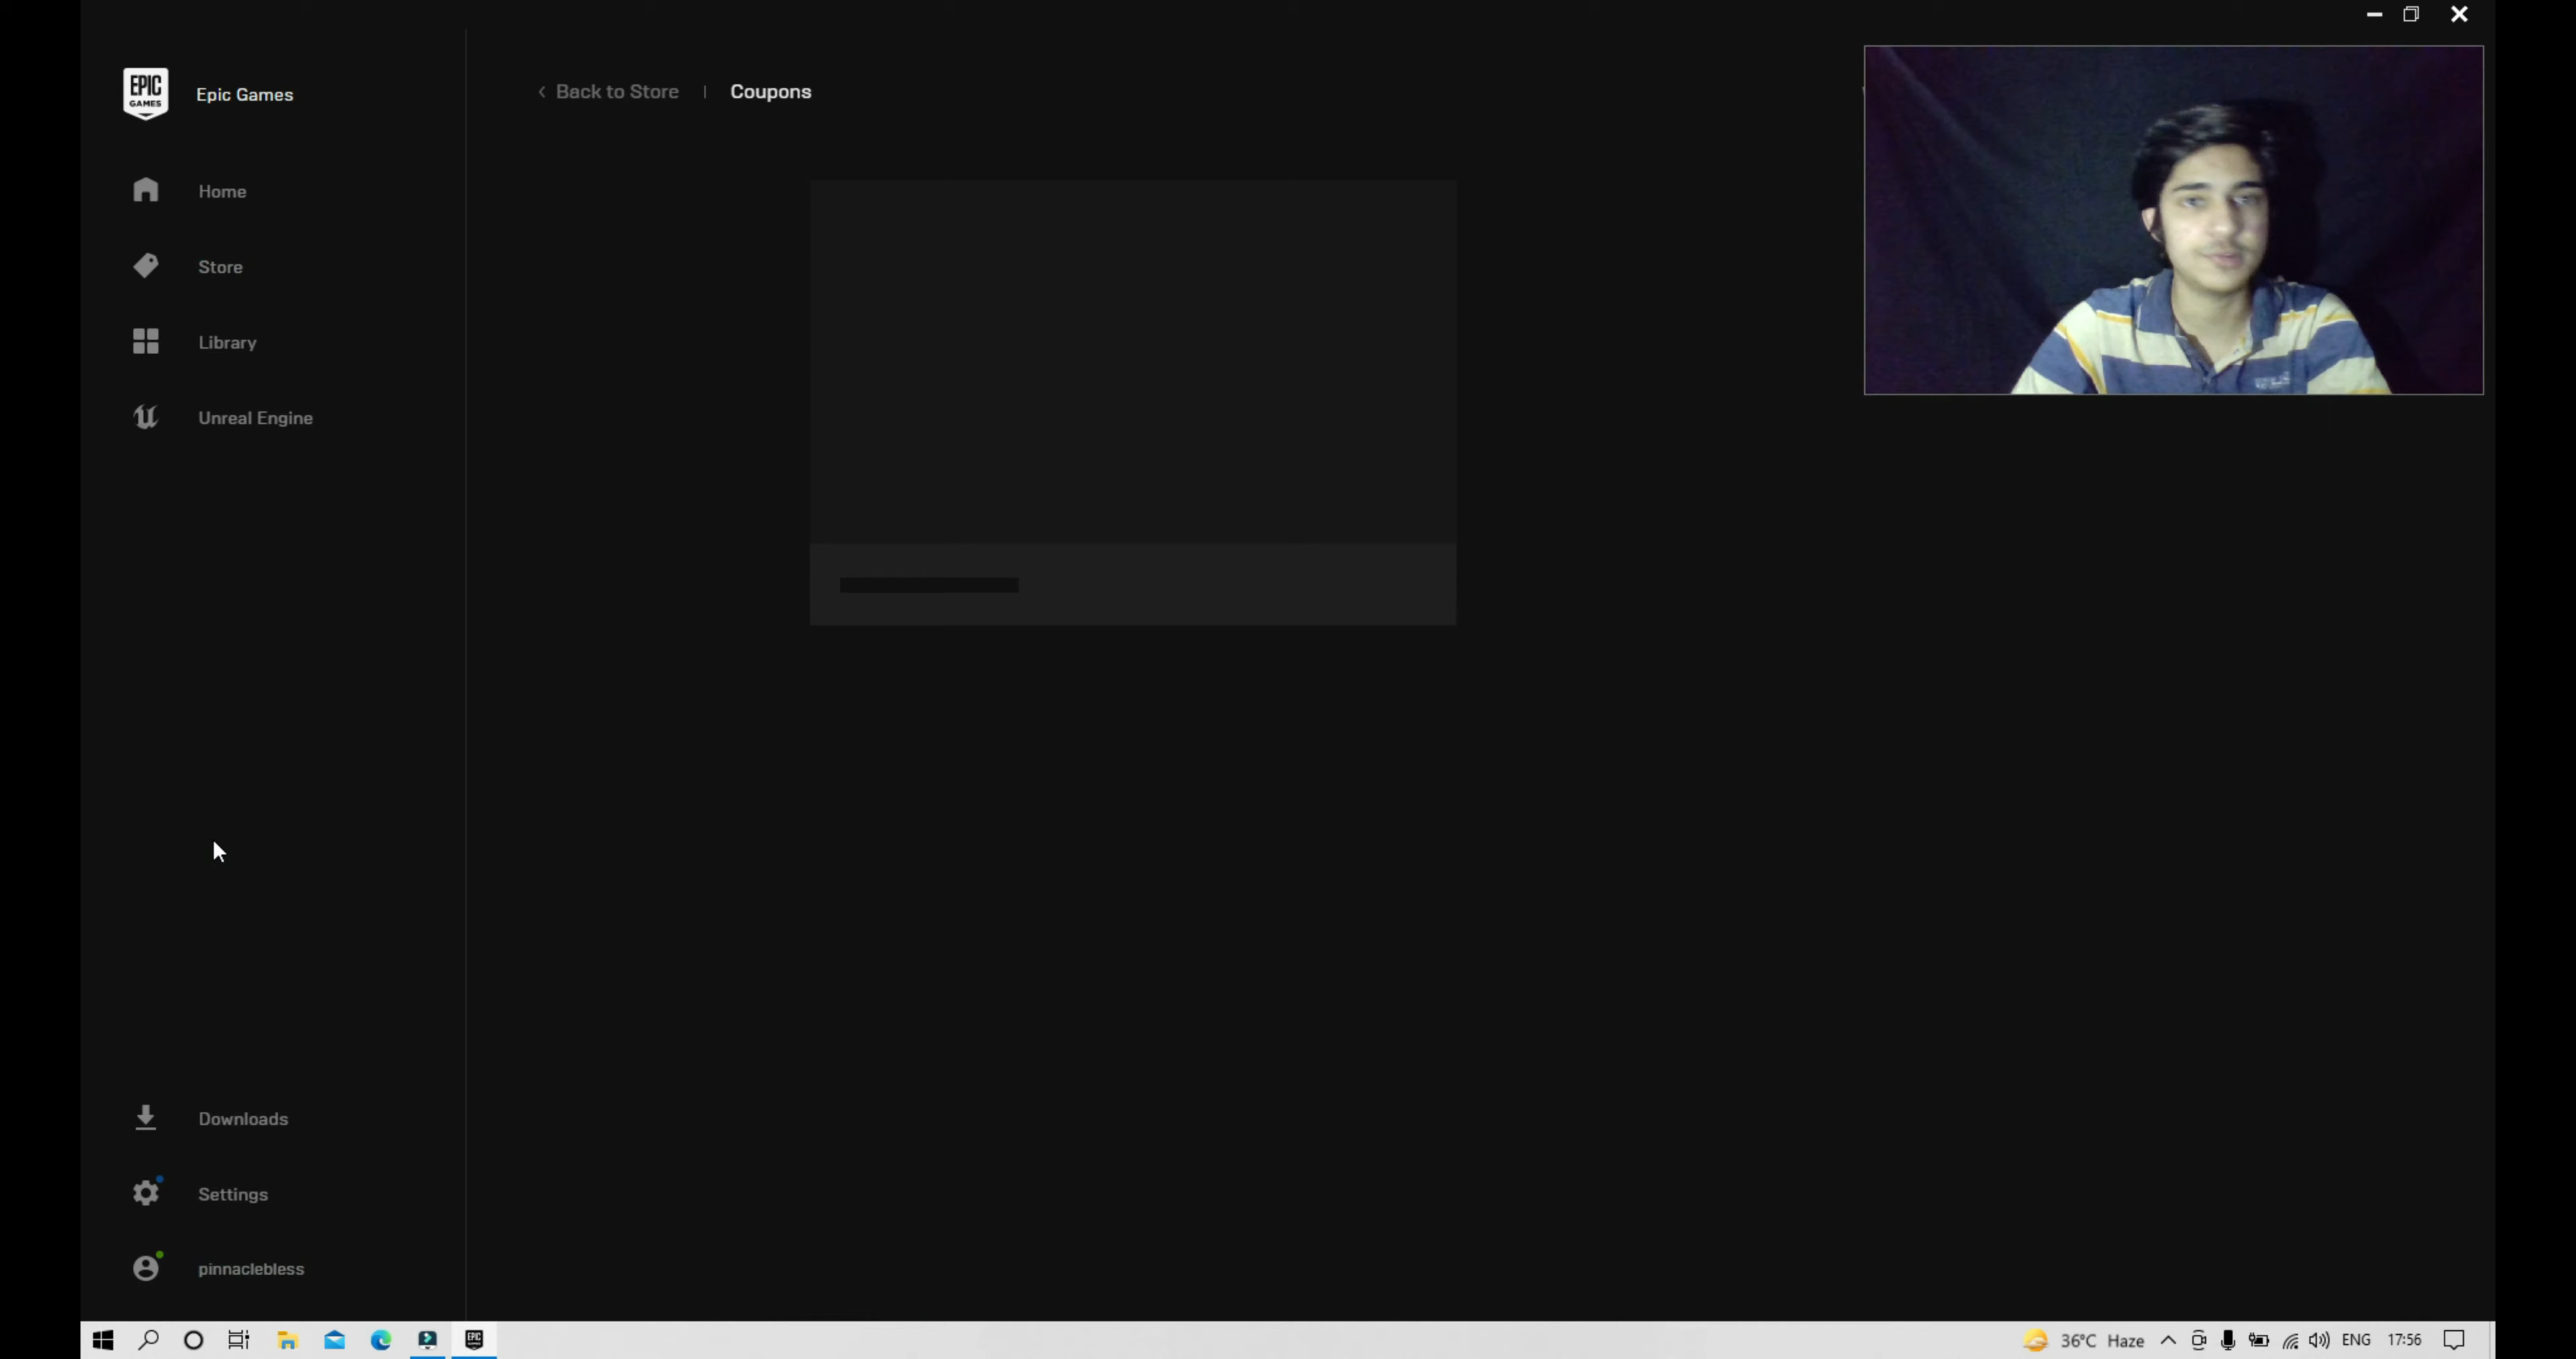 EPIC
GAMES
Epic Games
Back to Store
Coupons
Home
Store
Library
Unreal Engine
Downloads
Settings
pinnaclebless
EPIC
36°C Haze
ENG
17:56